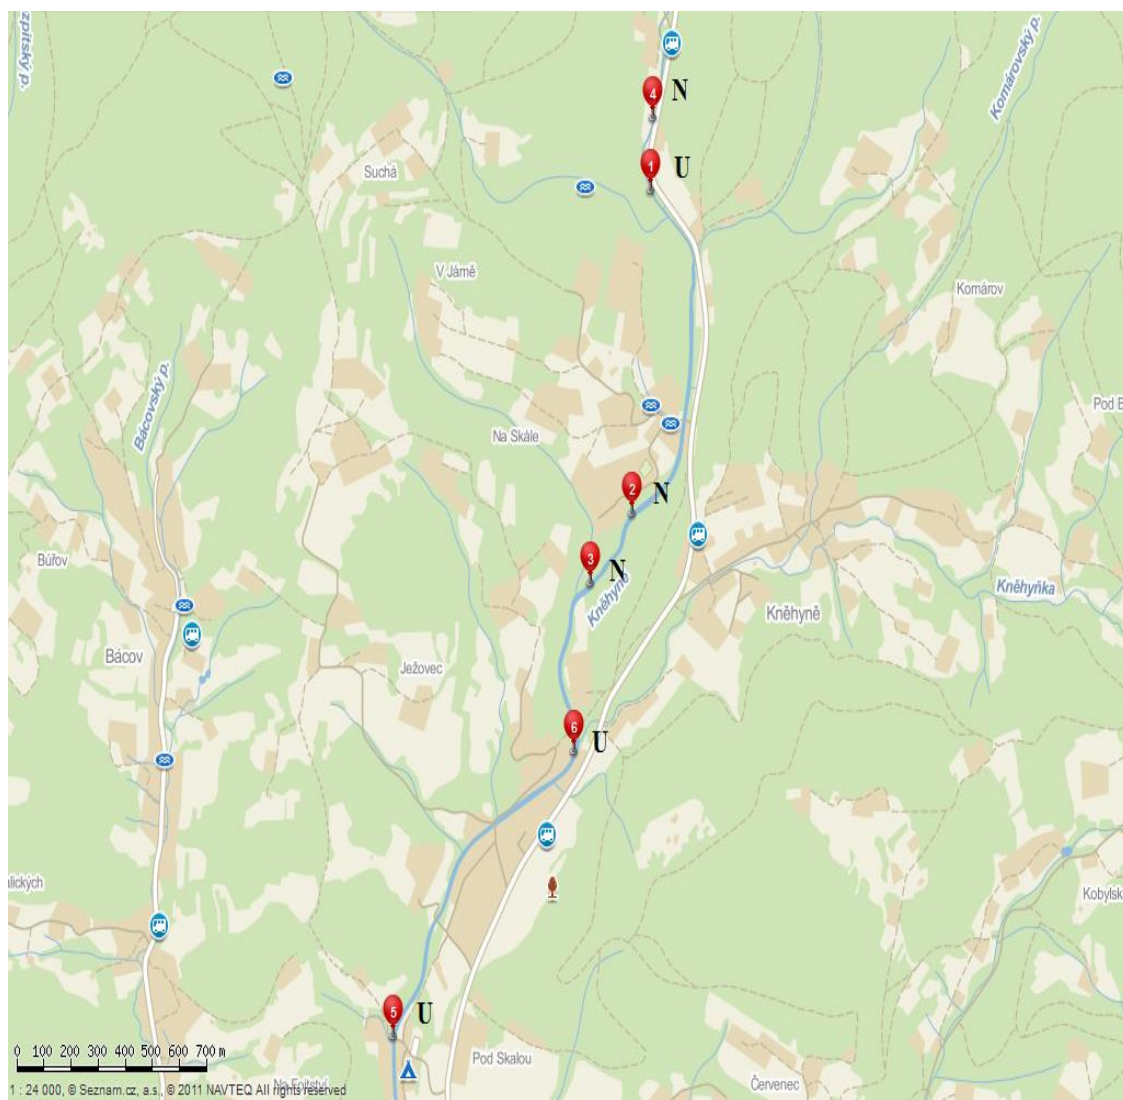 zpitský p.
Komárovský p.
4 N
1 U
Suchá
V Jámě
Komárov
Bácovský p.
Pod B
Na Skále
2 N
3 N
Búřov
Kněhyně
Kněhyňka
Kněhyně
Bácov
Ježovec
6 U
alických
Kobylsk
5 U
0 100 200 300 400 500 600 700 m
Pod Skalou
Na Fojtství
Červenec
1 : 24 000, © Seznam.cz, a.s., © 2011 NAVTEQ All rights reserved